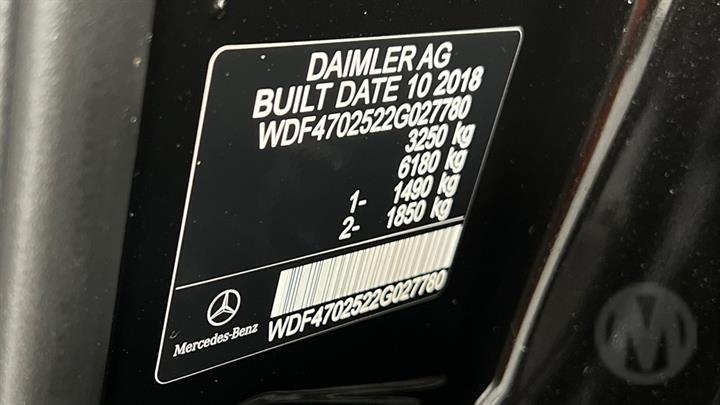 DAIMLER AG
BUILT DATE 10 2018
WDF4702522G027780
3250 kg
6180 kg
1- 1490 kg
2- 1850 kg
WDF4702522G027780
Mercedes-Benz
M